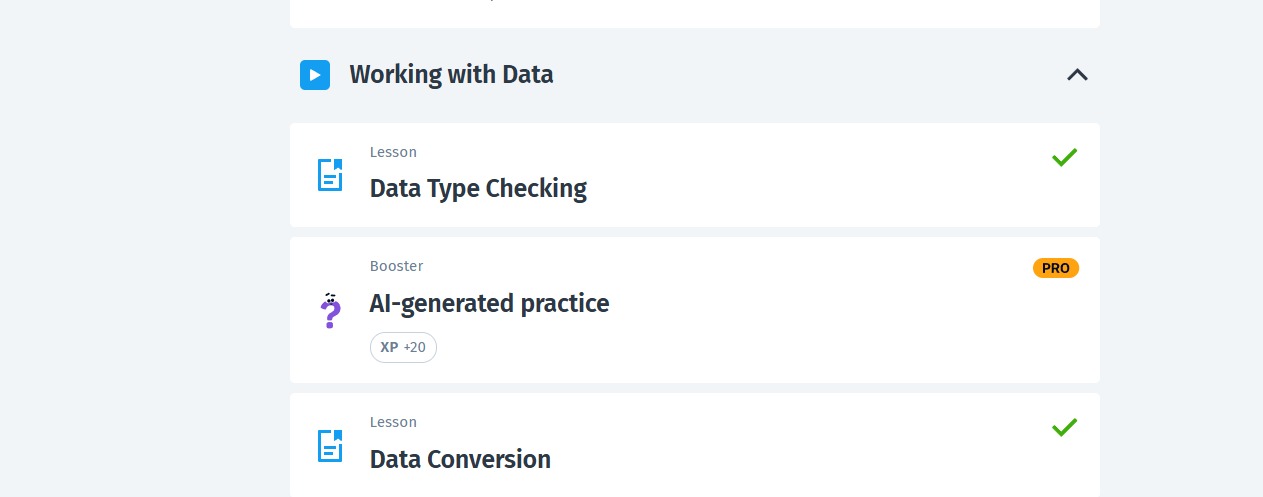 Working with Data
Lesson
Data Type Checking
Booster
PRO
AI-generated practice
XP +20
Lesson
Data Conversion